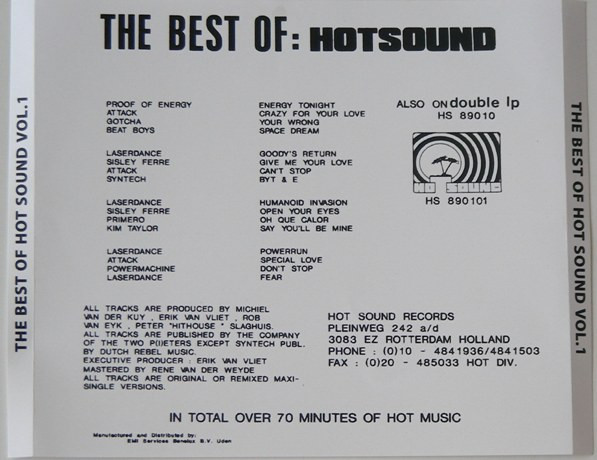 THE BEST OF: HOTSOUND
THE BEST OF HOT SOUND VOL.1
PROOF OF ENERGY ENERGY TONIGHT
ATTACK CRAZY FOR YOUR LOVE
GOTCHA YOUR WRONG
BEAT BOYS SPACE DREAM
LASERDANCE GOODY'S RETURN
SISLEY FERRE GIVE ME YOUR LOVE
ATTACK CAN'T STOP
SYNTECH BYT & E
LASERDANCE HUMANOID INVASION
SISLEY FERRE OPEN YOUR EYES
PRIMERO OH QUE CALOR
KIM TAYLOR SAY YOU'LL BE MINE
LASERDANCE POWERRUN
ATTACK SPECIAL LOVE
POWERMACHINE DON'T STOP
LASERDANCE FEAR
ALSO ON double lp
HS 89010
HO SOUND
HS 890101
ALL TRACKS ARE PRODUCED BY MICHIEL
VAN DER KUY , ERIK VAN VLIET , ROB
VAN EYK , PETER "HITHOUSE" SLAGHUIS.
ALL TRACKS ARE PUBLISHED BY THE COMPANY
OF THE TWO P(I)ETERS EXCEPT SYNTECH PUBL.
BY DUTCH REBEL MUSIC.
EXECUTIVE PRODUCER : ERIK VAN VLIET
MASTERED BY RENE VAN DER WEYDE
ALL TRACKS ARE ORIGINAL OR REMIXED MAXI-
SINGLE VERSIONS.
HOT SOUND RECORDS
PLEINWEG 242 a/d
3083 EZ ROTTERDAM HOLLAND
PHONE : (0)10 - 4841936/4841503
FAX : (0)20 - 485033 HOT DIV.
IN TOTAL OVER 70 MINUTES OF HOT MUSIC
Manufactured and Distributed by:
EMI Services Benelux B.V. Uden
THE BEST OF HOT SOUND VOL.1